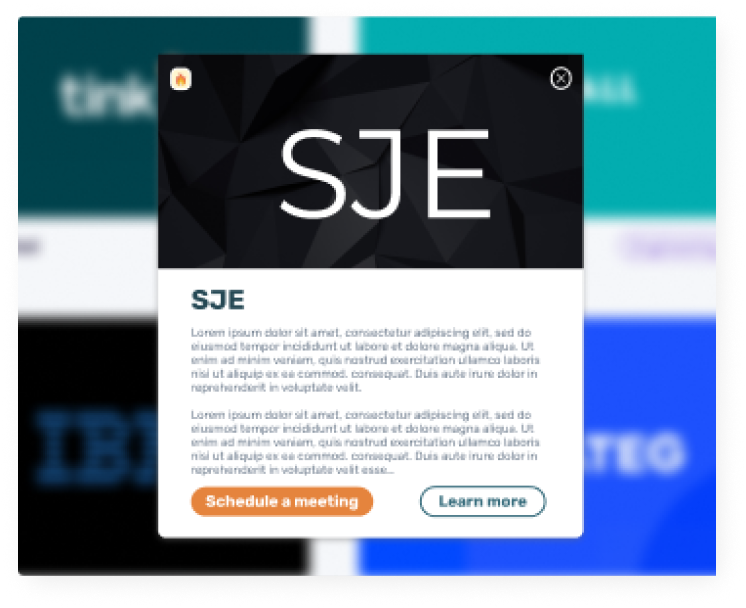 tink
ALL
SJE
SJE
Lorem ipsum dolor sit amet, consectetur adipiscing elit, sed do
eiusmod tempor incididunt ut labore et dolore magna aliqua. Ut
enim ad minim veniam, quis nostrud exercitation ullamco laboris
nisi ut aliquip ex ea commod. consequat. Duis aute irure dolor in
reprehenderit in voluptate velit.
Lorem ipsum dolor sit amet, consectetur adipiscing elit, sed do
eiusmod tempor incididunt ut labore et dolore magna aliqua. Ut
enim ad minim veniam, quis nostrud exercitation ullamco laboris
nisi ut aliquip ex ea commod. consequat. Duis aute irure dolor in
reprehenderit in voluptate velit esse...
IB
TEG
Schedule a meeting
Learn more